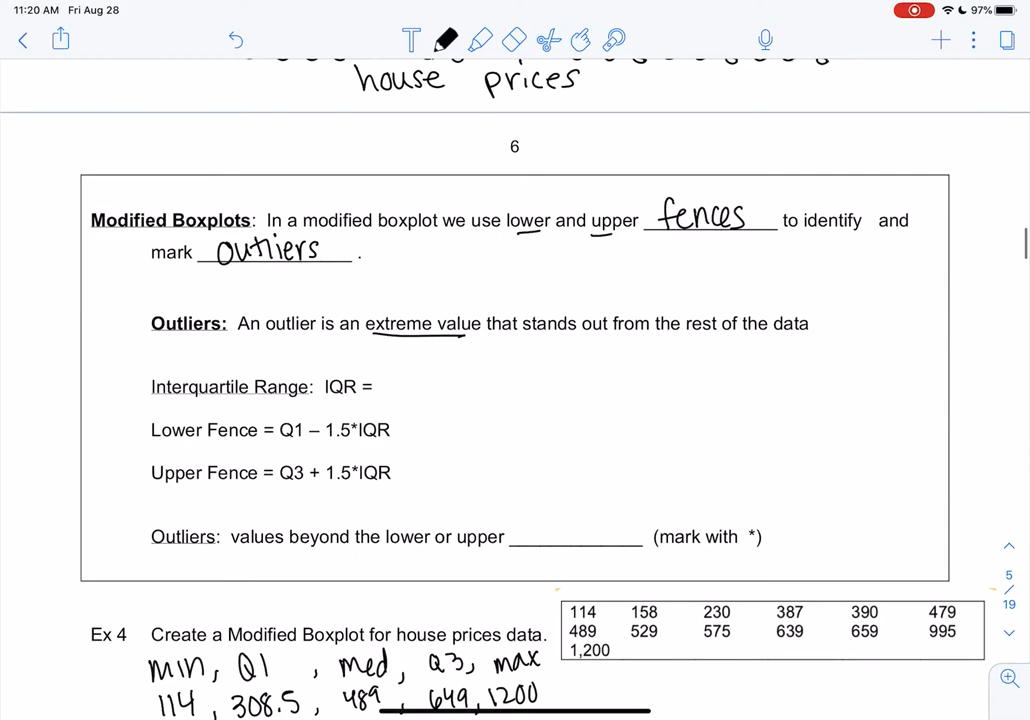 11:20 AM Fri Aug 28 97%
T
house prices
6
Modified Boxplots: In a modified boxplot we use lower and upper fences to identify and
mark outliers .
Outliers: An outlier is an extreme value that stands out from the rest of the data
Interquartile Range: IQR =
Lower Fence = Q1 – 1.5*IQR
Upper Fence = Q3 + 1.5*IQR
Outliers: values beyond the lower or upper _____________ (mark with *)
5
/
19
114 158 230 387 390 479
489 529 575 639 659 995
1,200
Ex 4 Create a Modified Boxplot for house prices data.
min, Q1 , med, Q3, max
114, 308.5, 489, 649, 1200